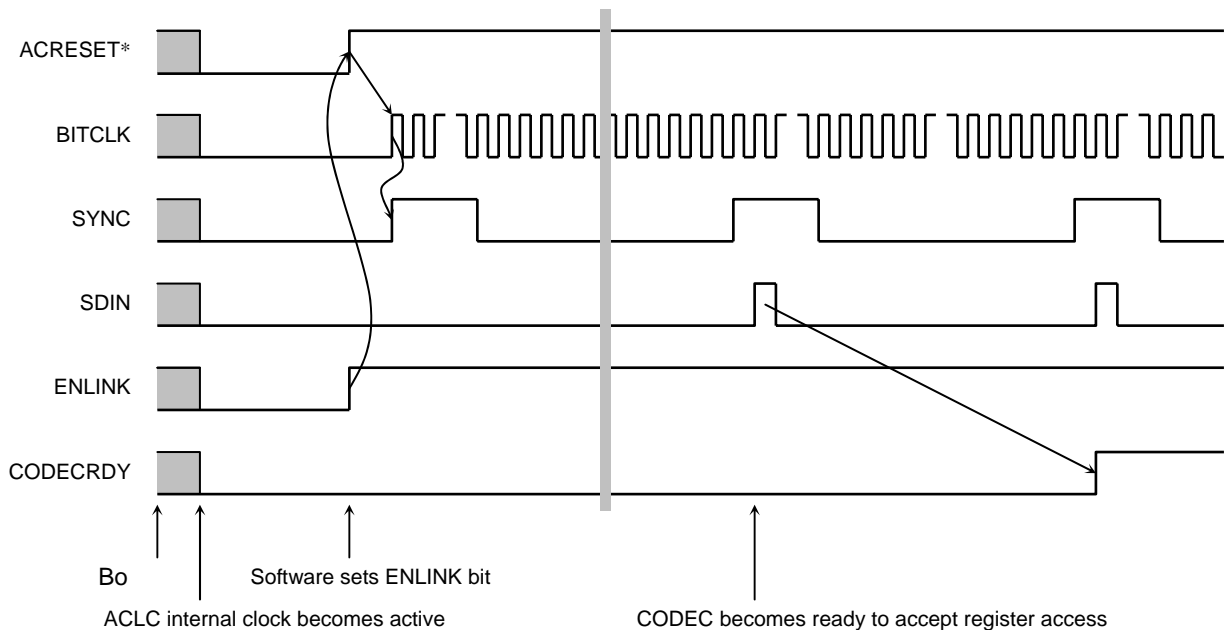 ACRESET*
BITCLK
SYNC
SDIN
ENLINK
CODECRDY
Bo
Software sets ENLINK bit
ACLC internal clock becomes active
CODEC becomes ready to accept register access